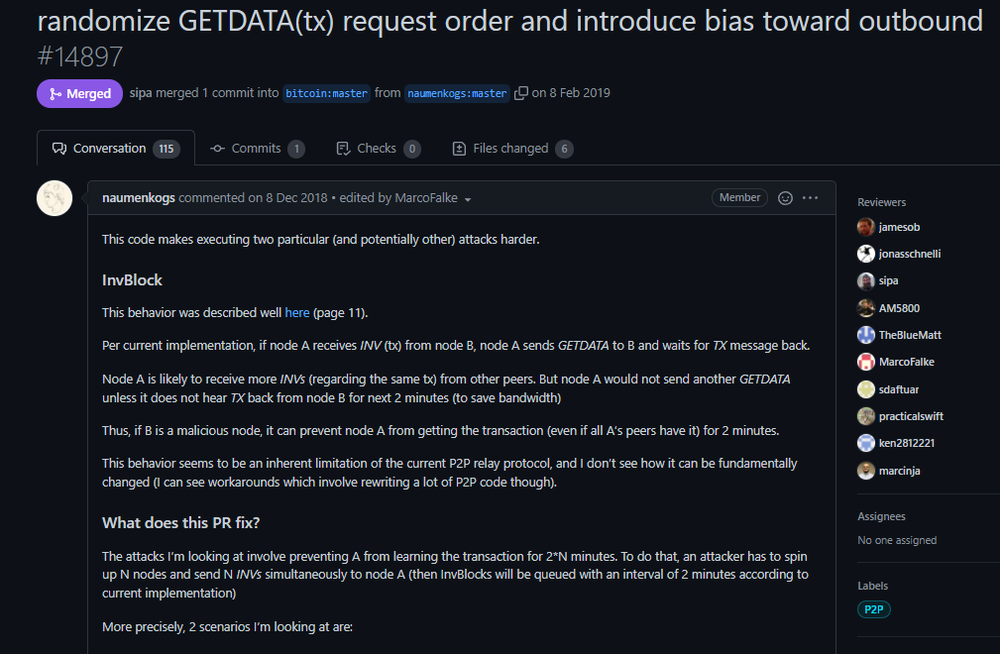 randomize GETDATA(tx) request order and introduce bias toward outbound
#14897
Merged sipa merged 1 commit into bitcoin:master from naumenkogs:master on 8 Feb 2019
Conversation 115 Commits 1 Checks 0 Files changed 6
naumenkogs commented on 8 Dec 2018 • edited by MarcoFalke Member ···
This code makes executing two particular (and potentially other) attacks harder.
InvBlock
This behavior was described well here (page 11).
Per current implementation, if node A receives INV (tx) from node B, node A sends GETDATA to B and waits for TX message back.
Node A is likely to receive more INVs (regarding the same tx) from other peers. But node A would not send another GETDATA
unless it does not hear TX back from node B for next 2 minutes (to save bandwidth)
Thus, if B is a malicious node, it can prevent node A from getting the transaction (even if all A's peers have it) for 2 minutes.
This behavior seems to be an inherent limitation of the current P2P relay protocol, and I don't see how it can be fundamentally
changed (I can see workarounds which involve rewriting a lot of P2P code though).
What does this PR fix?
The attacks I'm looking at involve preventing A from learning the transaction for 2*N minutes. To do that, an attacker has to spin
up N nodes and send N INVs simultaneously to node A (then InvBlocks will be queued with an interval of 2 minutes according to
current implementation)
More precisely, 2 scenarios I'm looking at are:
Reviewers
jamesob
jonasschnelli
sipa
AM5800
TheBlueMatt
MarcoFalke
sdaftuar
practicalswift
ken2812221
marcinja
Assignees
No one assigned
Labels
P2P